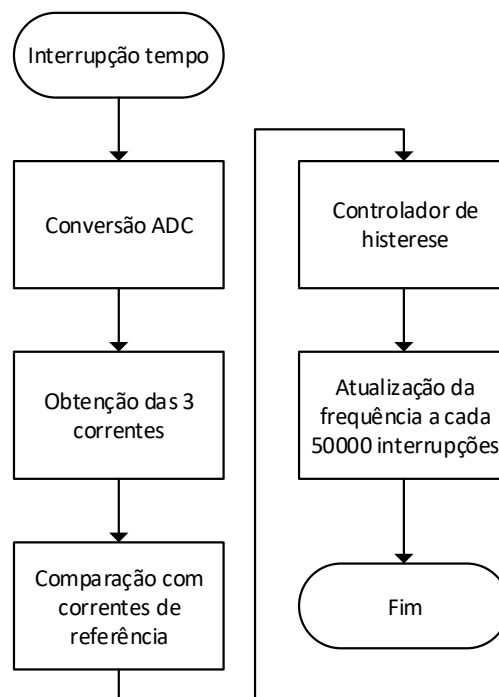 Interrupção tempo
Conversão ADC
Obtenção das 3
correntes
Comparação com
correntes de
referência
Controlador de
histerese
Atualização da
frequência a cada
50000 interrupções
Fim